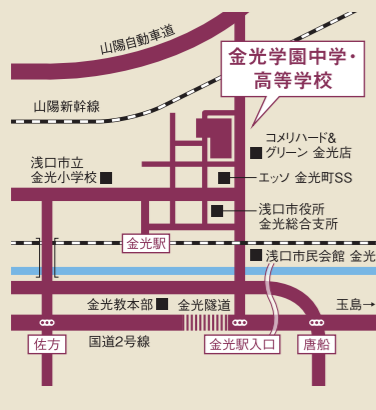 山陽自動車道
金光学園中学・
高等学校
山陽新幹線
コメリハード&
グリーン 金光店
浅口市立
金光小学校
エッソ 金光町SS
浅口市役所
金光総合支所
金光駅
浅口市民会館 金光
金光教本部
金光隧道
玉島→
佐方
国道2号線
金光駅入口
唐船